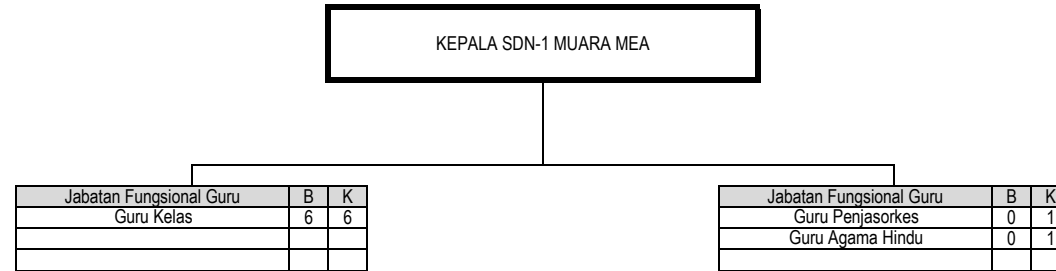 KEPALA SDN-1 MUARA MEA
Jabatan Fungsional Guru B K
Guru Kelas 6 6
Jabatan Fungsional Guru B K
Guru Penjasorkes 0 1
Guru Agama Hindu 0 1